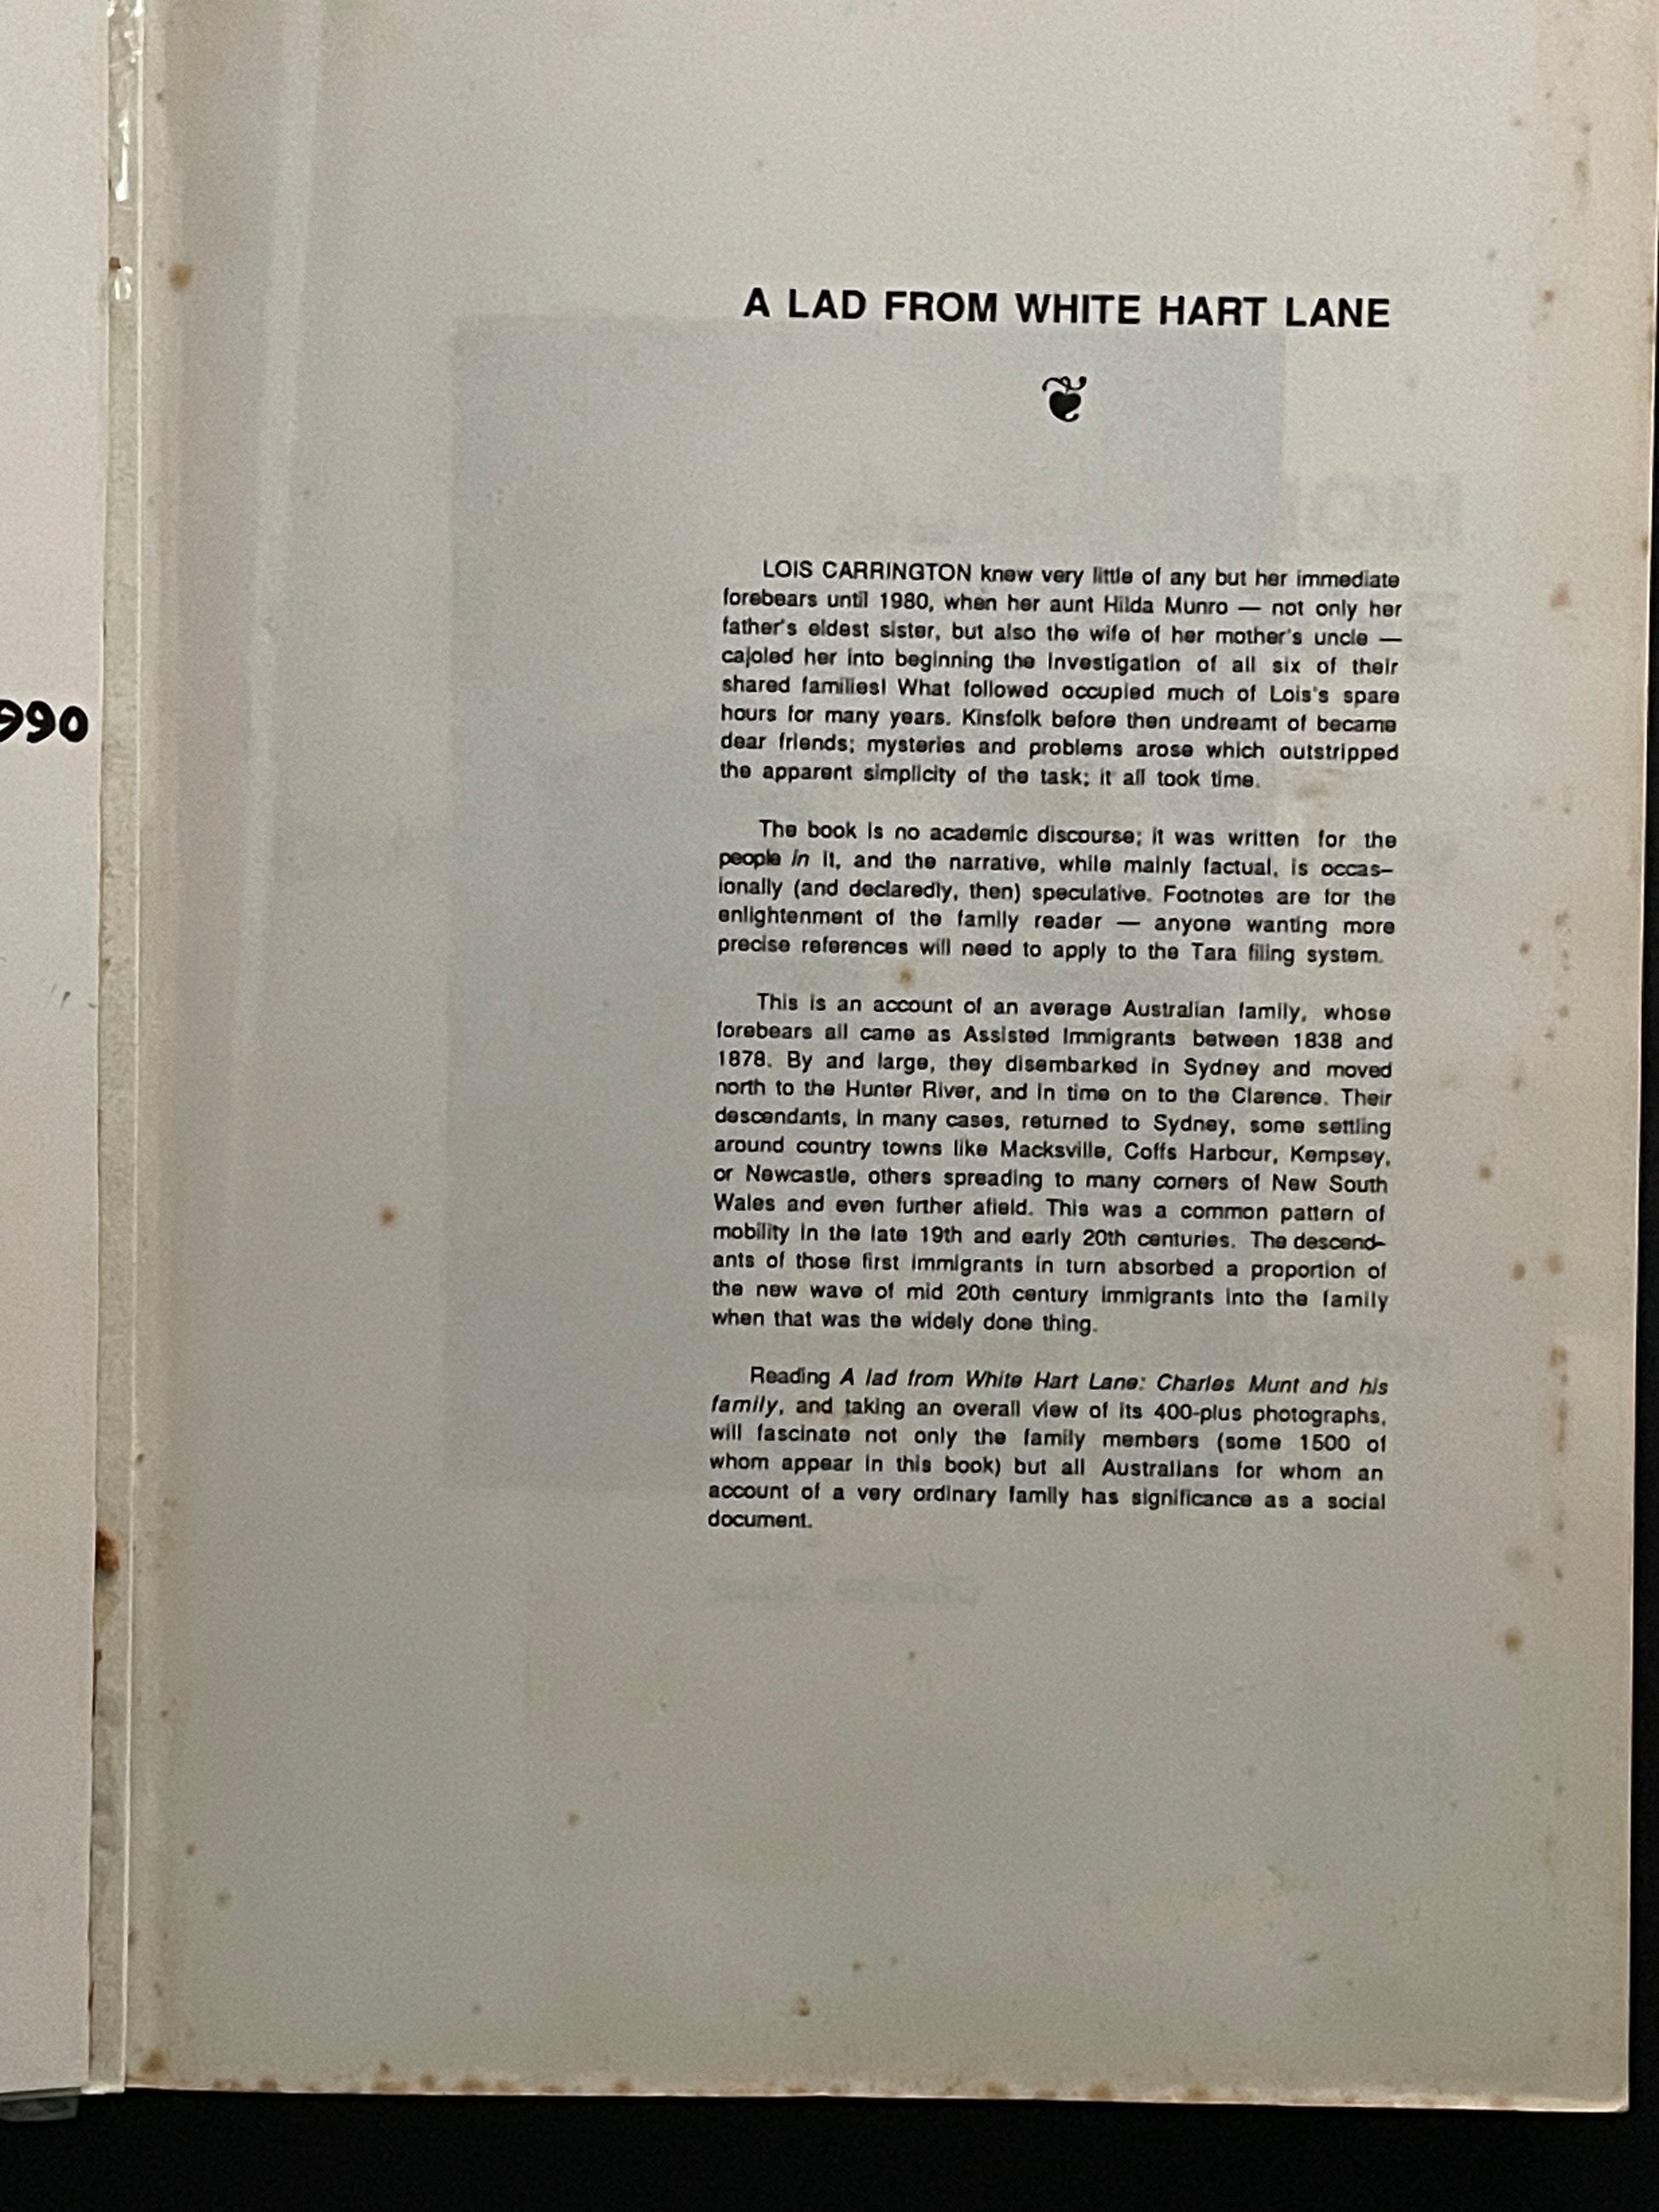 990
A LAD FROM WHITE HART LANE
❦
LOIS CARRINGTON knew very little of any but her immediate
forebears until 1980, when her aunt Hilda Munro — not only her
father's eldest sister, but also the wife of her mother's uncle —
cajoled her into beginning the investigation of all six of their
shared families! What followed occupied much of Lois's spare
hours for many years. Kinsfolk before then undreamt of became
dear friends; mysteries and problems arose which outstripped
the apparent simplicity of the task; it all took time.
The book is no academic discourse; it was written for the
people in it, and the narrative, while mainly factual, is occas-
ionally (and declaredly, then) speculative. Footnotes are for the
enlightenment of the family reader — anyone wanting more
precise references will need to apply to the Tara filing system.
This is an account of an average Australian family, whose
forebears all came as Assisted Immigrants between 1838 and
1878. By and large, they disembarked in Sydney and moved
north to the Hunter River, and in time on to the Clarence. Their
descendants, in many cases, returned to Sydney, some settling
around country towns like Macksville, Coffs Harbour, Kempsey,
or Newcastle, others spreading to many corners of New South
Wales and even further afield. This was a common pattern of
mobility in the late 19th and early 20th centuries. The descend-
ants of those first immigrants in turn absorbed a proportion of
the new wave of mid 20th century immigrants into the family
when that was the widely done thing.
Reading A lad from White Hart Lane: Charles Munt and his
family, and taking an overall view of its 400-plus photographs,
will fascinate not only the family members (some 1500 of
whom appear in this book) but all Australians for whom an
account of a very ordinary family has significance as a social
document.